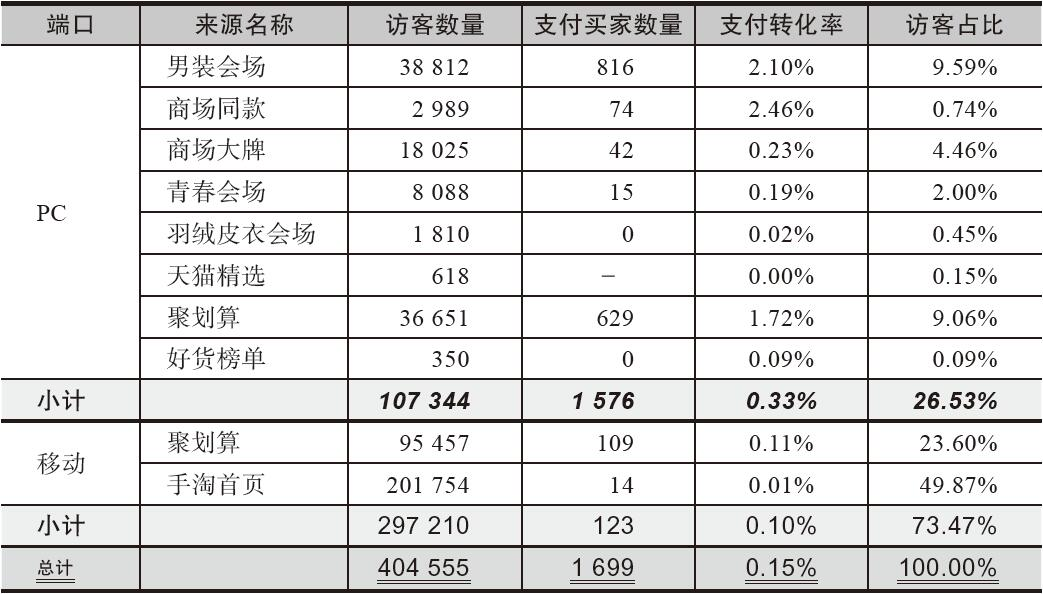 端口 来源名称 访客数量 支付买家数量 支付转化率 访客占比
PC 男装会场 38 812 816 2.10% 9.59%
商场同款 2 989 74 2.46% 0.74%
商场大牌 18 025 42 0.23% 4.46%
青春会场 8 088 15 0.19% 2.00%
羽绒皮衣会场 1 810 0 0.02% 0.45%
天猫精选 618 – 0.00% 0.15%
聚划算 36 651 629 1.72% 9.06%
好货榜单 350 0 0.09% 0.09%
小计 107 344 1 576 0.33% 26.53%
移动 聚划算 95 457 109 0.11% 23.60%
手淘首页 201 754 14 0.01% 49.87%
小计 297 210 123 0.10% 73.47%
总计 404 555 1 699 0.15% 100.00%